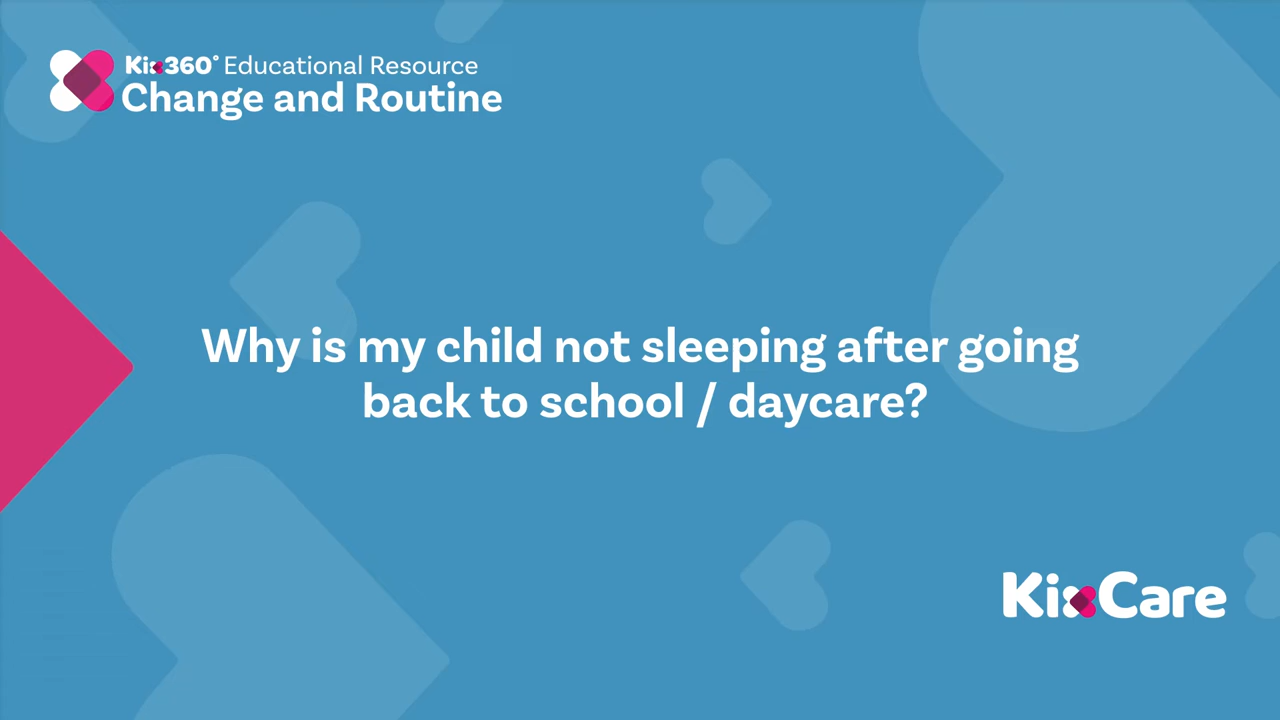 Kix360° Educational Resource
Change and Routine
Why is my child not sleeping after going
back to school / daycare?
KixCare